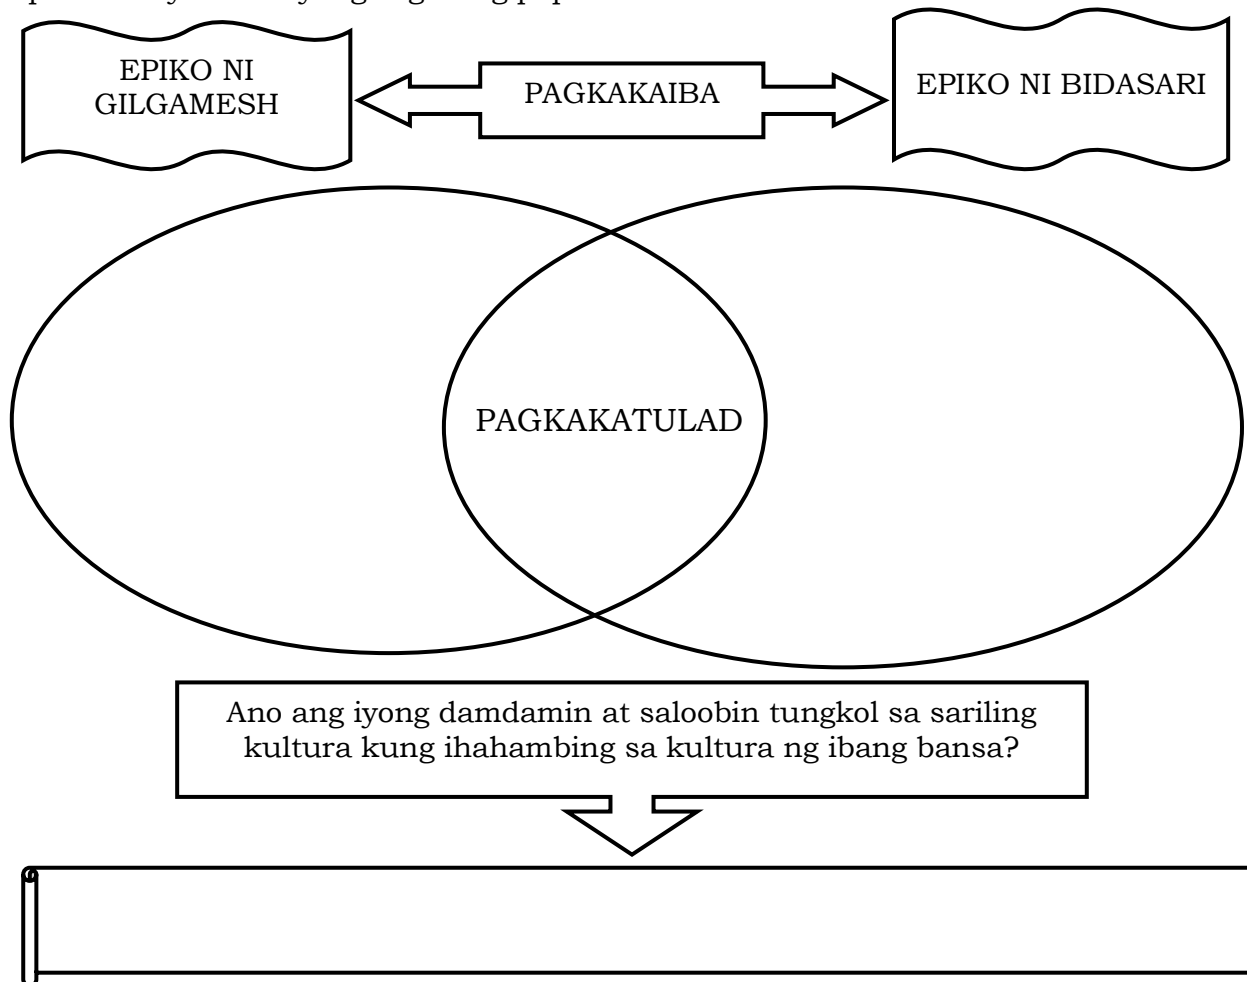 EPIKO NI
GILGAMESH
PAGKAKAIBA
EPIKO NI BIDASARI
PAGKAKATULAD
Ano ang iyong damdamin at saloobin tungkol sa sariling
kultura kung ihahambing sa kultura ng ibang bansa?